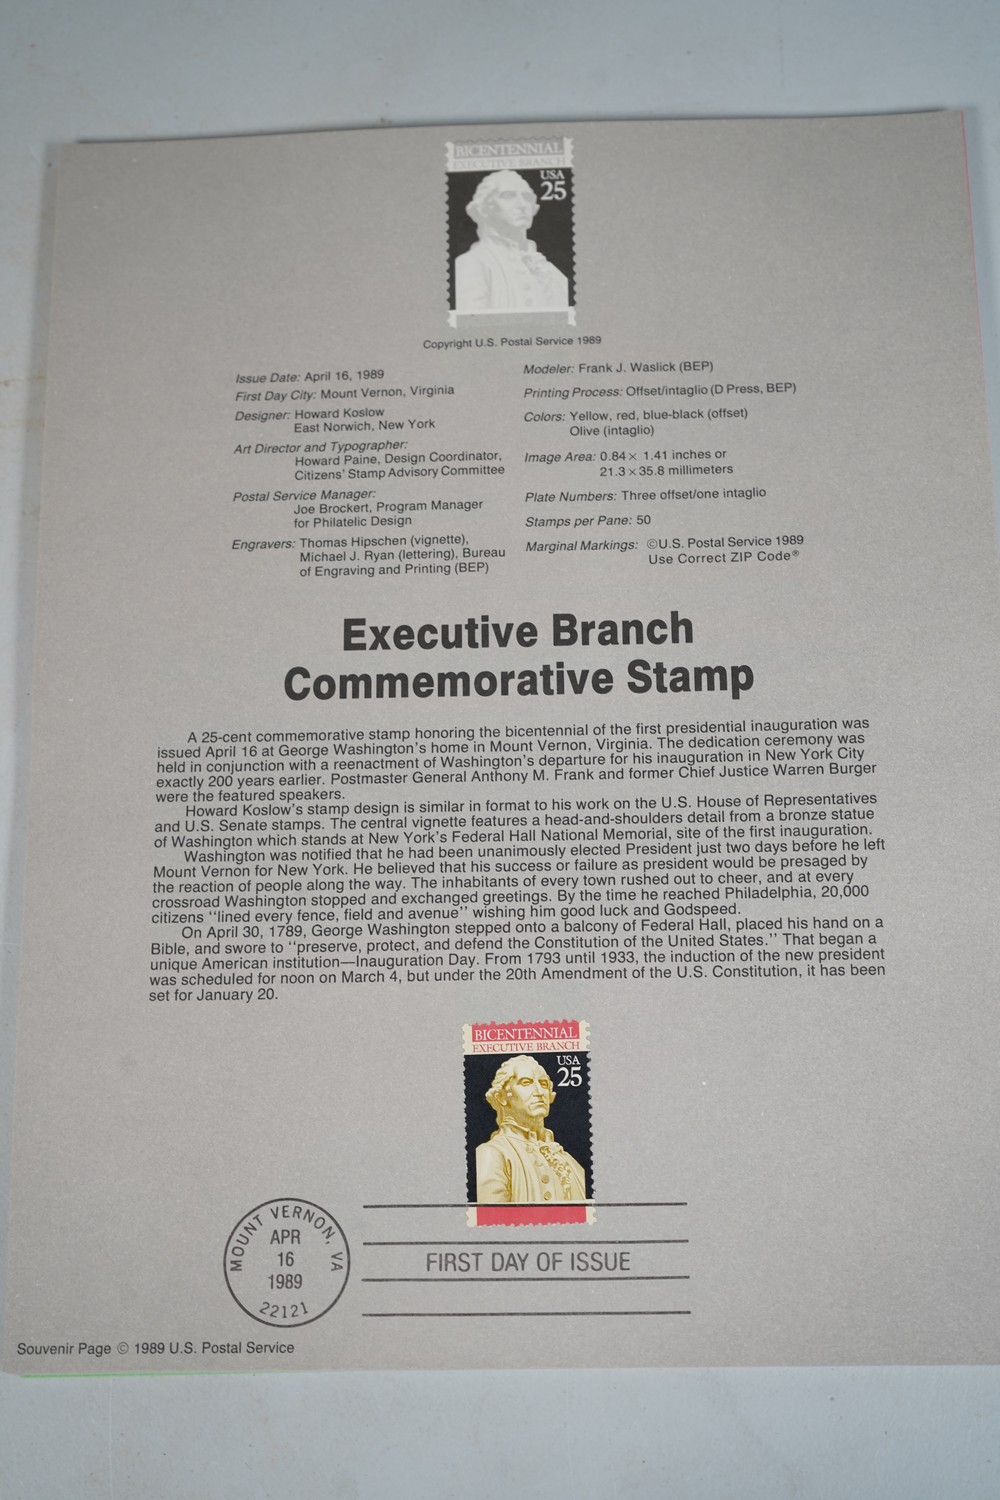 BICENTENNIAL
EXECUTIVE BRANCH
USA
25
Copyright U.S. Postal Service 1989
Issue Date: April 16, 1989
First Day City: Mount Vernon, Virginia
Designer: Howard Koslow
East Norwich, New York
Art Director and Typographer:
Howard Paine, Design Coordinator,
Citizens' Stamp Advisory Committee
Postal Service Manager:
Joe Brockert, Program Manager
for Philatelic Design
Engravers: Thomas Hipschen (vignette),
Michael J. Ryan (lettering), Bureau
of Engraving and Printing (BEP)
Modeler: Frank J. Waslick (BEP)
Printing Process: Offset/intaglio (D Press, BEP)
Colors: Yellow, red, blue-black (offset)
Olive (intaglio)
Image Area: 0.84 × 1.41 inches or
21.3 × 35.8 millimeters
Plate Numbers: Three offset/one intaglio
Stamps per Pane: 50
Marginal Markings: ©U.S. Postal Service 1989
Use Correct ZIP Code®
Executive Branch
Commemorative Stamp
A 25-cent commemorative stamp honoring the bicentennial of the first presidential inauguration was
issued April 16 at George Washington's home in Mount Vernon, Virginia. The dedication ceremony was
held in conjunction with a reenactment of Washington's departure for his inauguration in New York City
exactly 200 years earlier. Postmaster General Anthony M. Frank and former Chief Justice Warren Burger
were the featured speakers.
Howard Koslow's stamp design is similar in format to his work on the U.S. House of Representatives
and U.S. Senate stamps. The central vignette features a head-and-shoulders detail from a bronze statue
of Washington which stands at New York's Federal Hall National Memorial, site of the first inauguration.
Washington was notified that he had been unanimously elected President just two days before he left
Mount Vernon for New York. He believed that his success or failure as president would be presaged by
the reaction of people along the way. The inhabitants of every town rushed out to cheer, and at every
crossroad Washington stopped and exchanged greetings. By the time he reached Philadelphia, 20,000
citizens "lined every fence, field and avenue" wishing him good luck and Godspeed.
On April 30, 1789, George Washington stepped onto a balcony of Federal Hall, placed his hand on a
Bible, and swore to "preserve, protect, and defend the Constitution of the United States." That began a
unique American institution—Inauguration Day. From 1793 until 1933, the induction of the new president
was scheduled for noon on March 4, but under the 20th Amendment of the U.S. Constitution, it has been
set for January 20.
BICENTENNIAL
EXECUTIVE BRANCH
USA
25
MOUNT VERNON, VA
APR
16
1989
22121
FIRST DAY OF ISSUE
Souvenir Page © 1989 U.S. Postal Service